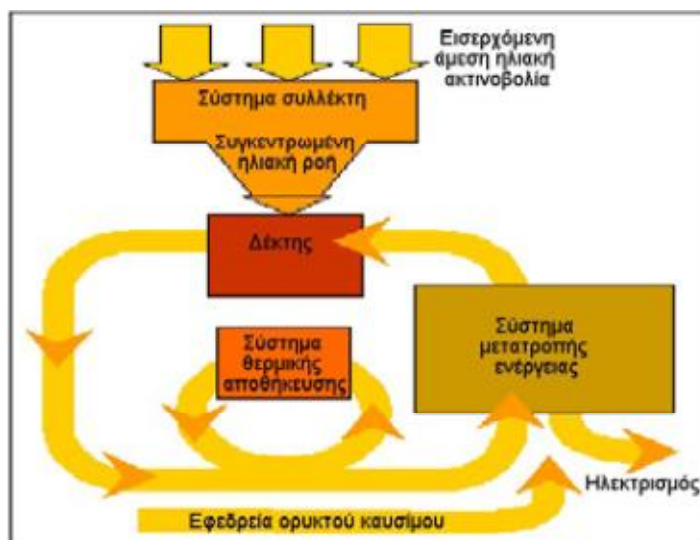 Εισερχόμενη
άμεση ηλιακή
ακτινοβολία
Σύστημα συλλέκτη
Συγκεντρωμένη
ηλιακή ροή
Δέκτης
Σύστημα
θερμικής
αποθήκευσης
Σύστημα
μετατροπής
ενέργειας
Ηλεκτρισμός
Εφεδρεία ορυκτού καυσίμου